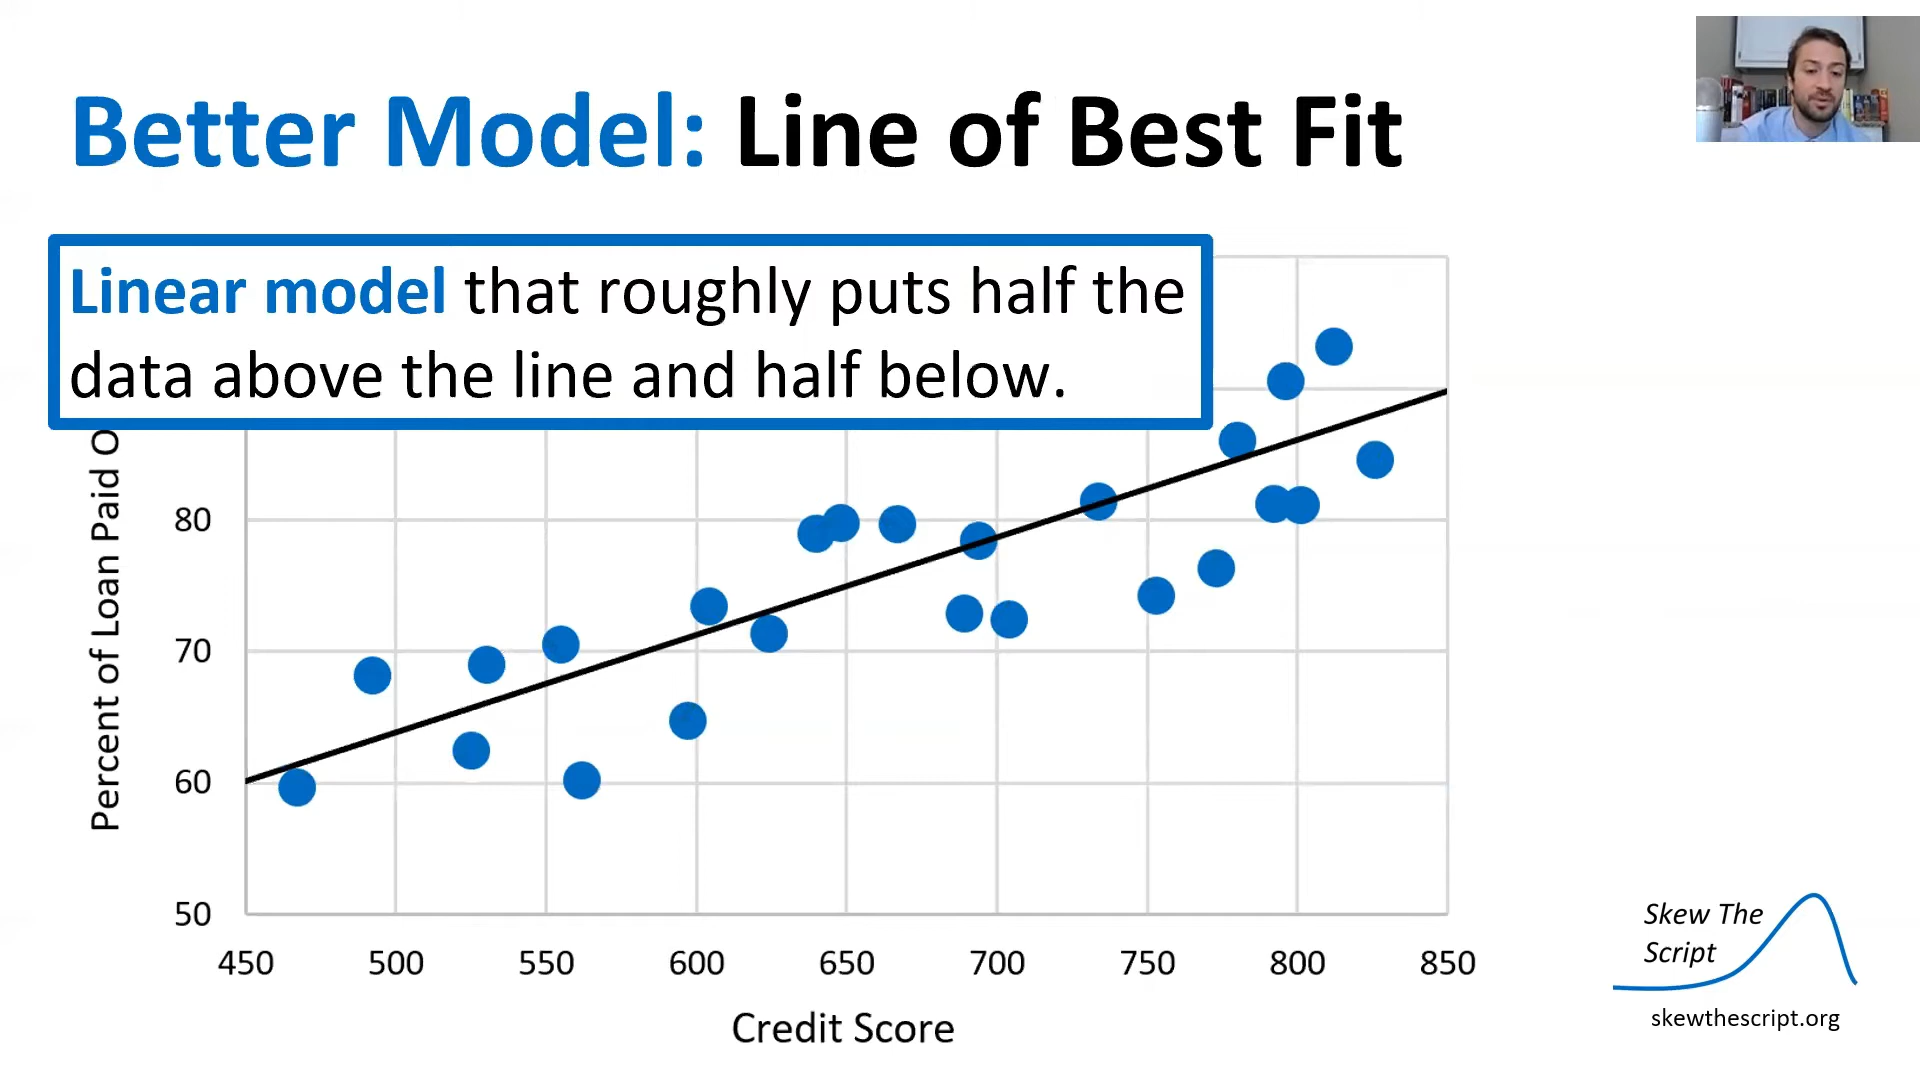 Better Model: Line of Best Fit
Linear model that roughly puts half the
data above the line and half below.
Percent of Loan Paid O
80
70
60
50
450 500 550 600 650 700 750 800 850
Credit Score
Skew The
Script
skewthescript.org